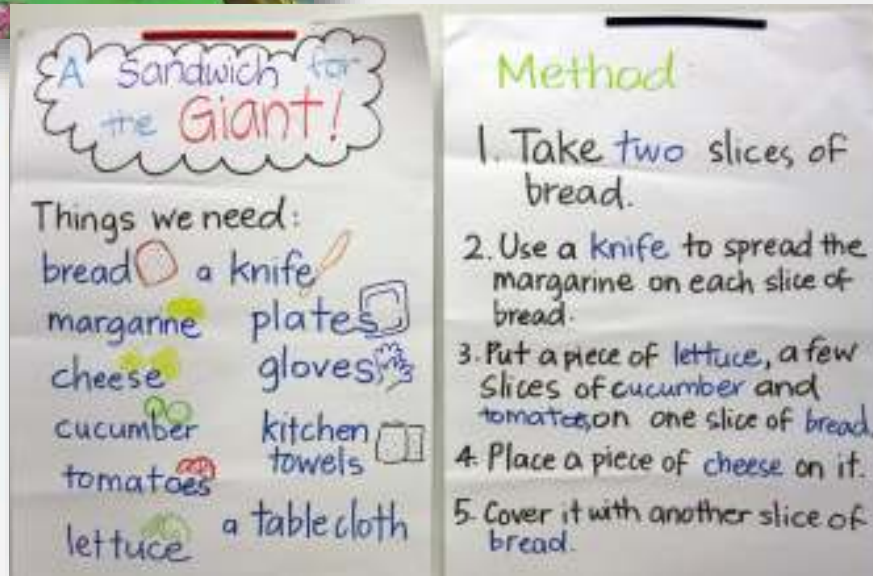 A Sandwich for
the Giant!
Things we need:
bread a knife
margarine plates
cheese gloves
cucumber kitchen
towels
tomatoes
lettuce a tablecloth
Method
1. Take two slices of
bread.
2. Use a knife to spread the
margarine on each slice of
bread.
3. Put a piece of lettuce, a few
slices of cucumber and
tomatoes, on one slice of bread.
4. Place a piece of cheese on it.
5. Cover it with another slice of
bread.